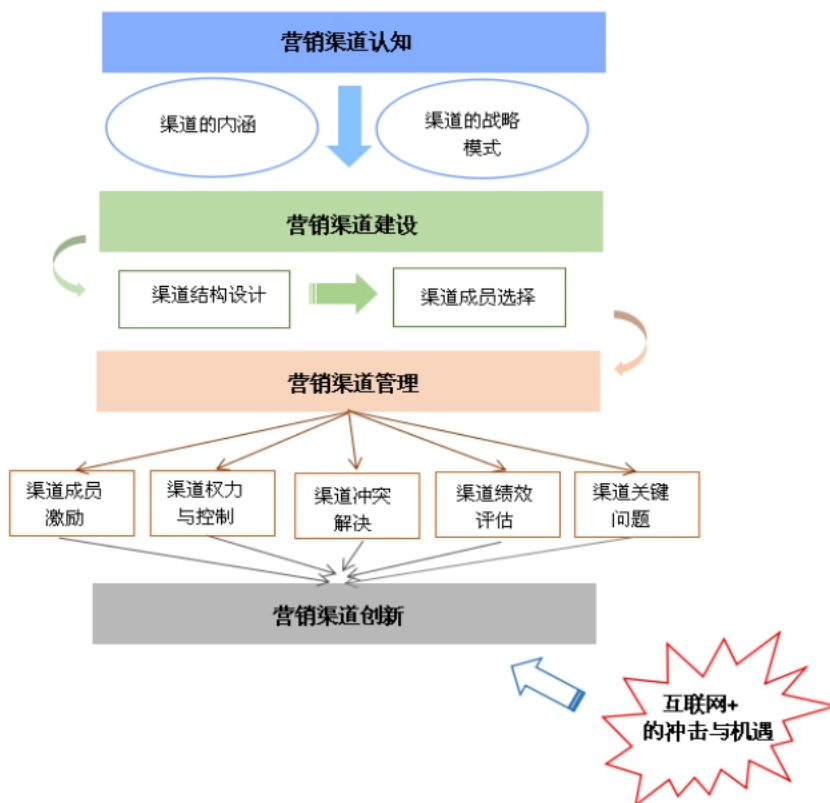 营销渠道认知
渠道的内涵
渠道的战略
模式
营销渠道建设
渠道结构设计
渠道成员选择
营销渠道管理
渠道成员
激励
渠道权力
与控制
渠道冲突
解决
渠道绩效
评估
渠道关键
问题
营销渠道创新
互联网+
的冲击与机遇